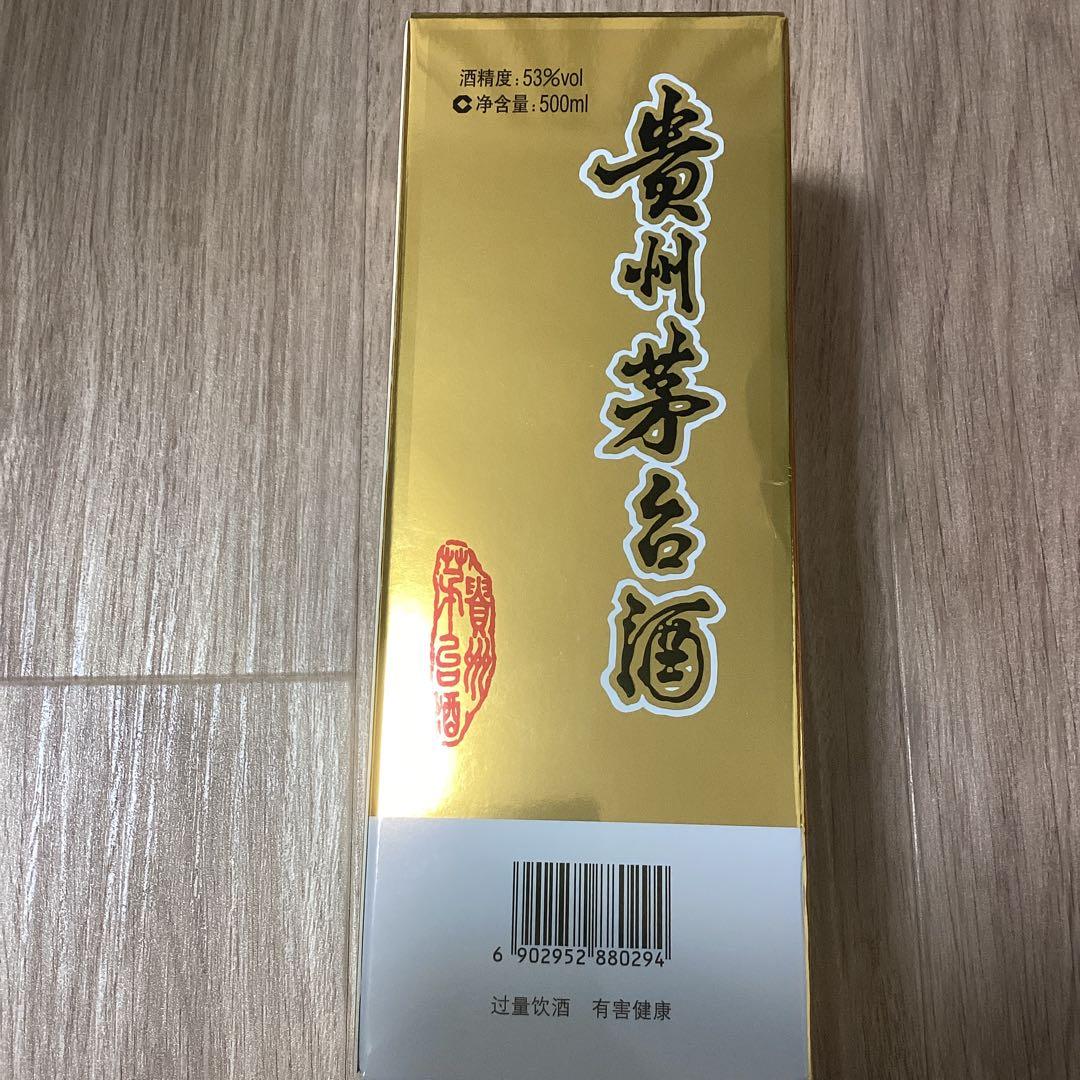 酒精度:53%vol
净含量:500ml
贵州茅台酒
貴州
茅台酒
6 902952 880294
过量饮酒 有害健康